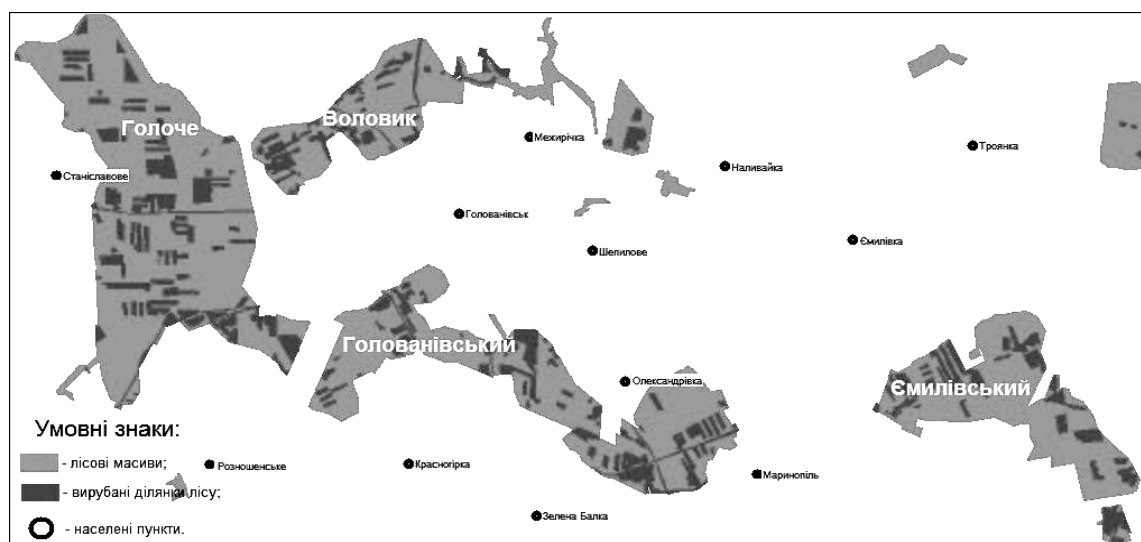 Голоче
Воловик
Межирічка
Троянка
Наливайка
Станіславове
Голованівськ
Ємилівка
Шепилове
Голованівський
Олександрівка
Ємилівський
Умовні знаки:
- лісові масиви;
Розношенське
Красногірка
Маринопіль
- вирубані ділянки лісу;
Зелена Балка
- населені пункти.